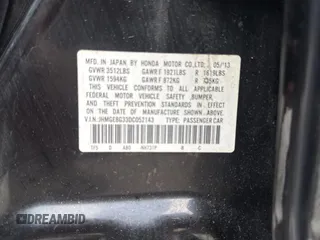 MFD. IN JAPAN BY HONDA MOTOR CO., LTD. 05/'13
GVWR 3512LBS GAWR F 1921LBS R 1619LBS
GVWR 1594KG GAWR F 872KG R 735KG
THIS VEHICLE CONFORMS TO ALL APPLICABLE
FEDERAL MOTOR VEHICLE SAFETY, BUMPER,
AND THEFT PREVENTION STANDARDS IN EFFECT
ON THE DATE OF MANUFACTURE SHOWN ABOVE.
V.I.N. JHMGE8G33DC052143 TYPE: PASSENGER CAR
DREAMBID